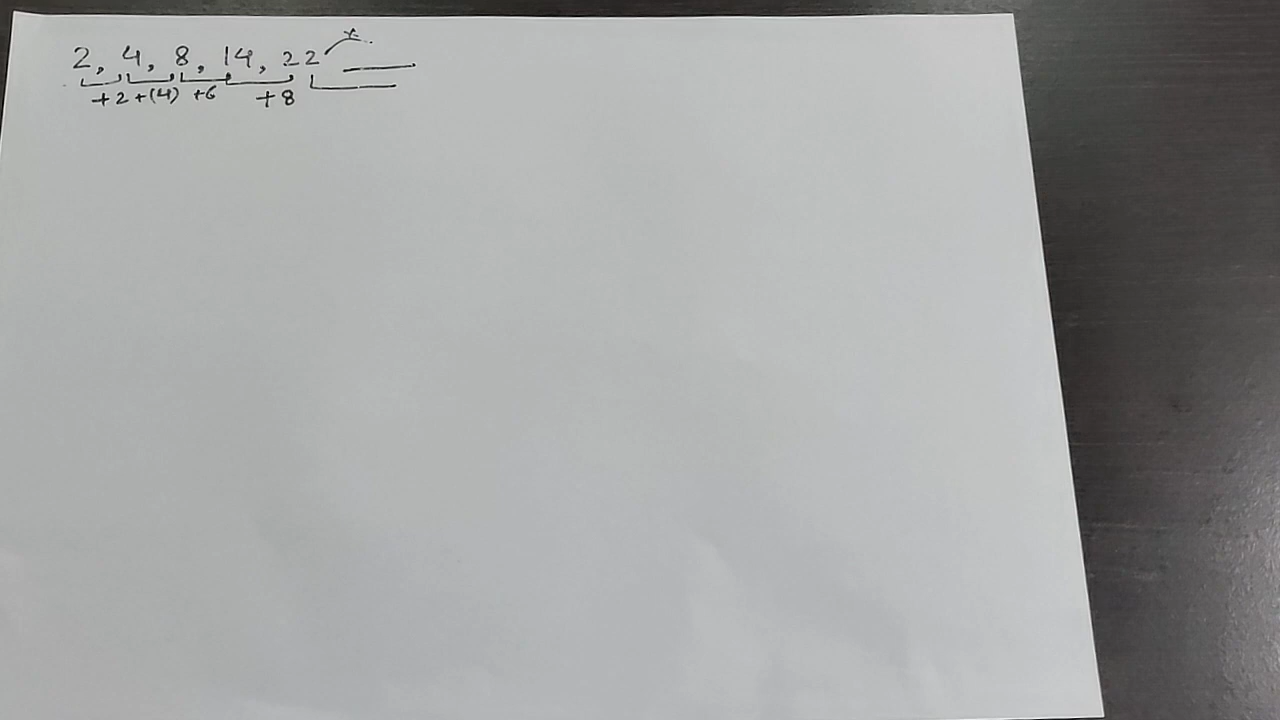 2, 4, 8, 14, 22
+2 +(4) +6 +8